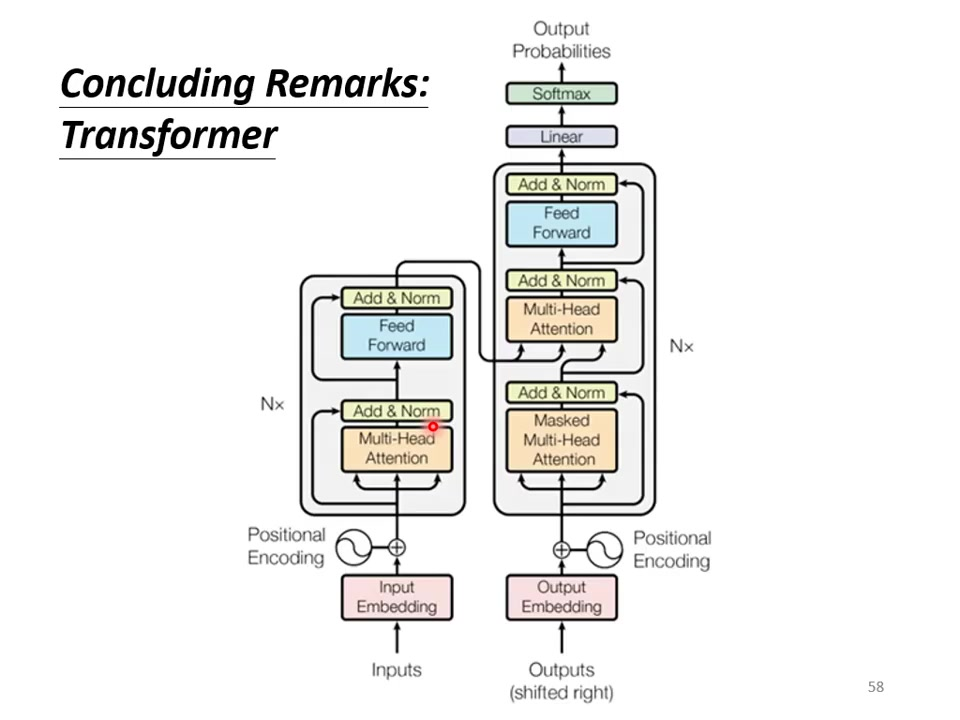 Concluding Remarks:
Transformer
Output
Probabilities
Softmax
Linear
Add & Norm
Feed
Forward
Add & Norm
Multi-Head
Attention
Add & Norm
Masked
Multi-Head
Attention
Nx
Add & Norm
Feed
Forward
Add & Norm
Multi-Head
Attention
Nx
Positional
Encoding
Positional
Encoding
Input
Embedding
Output
Embedding
Inputs
Outputs
(shifted right)
58